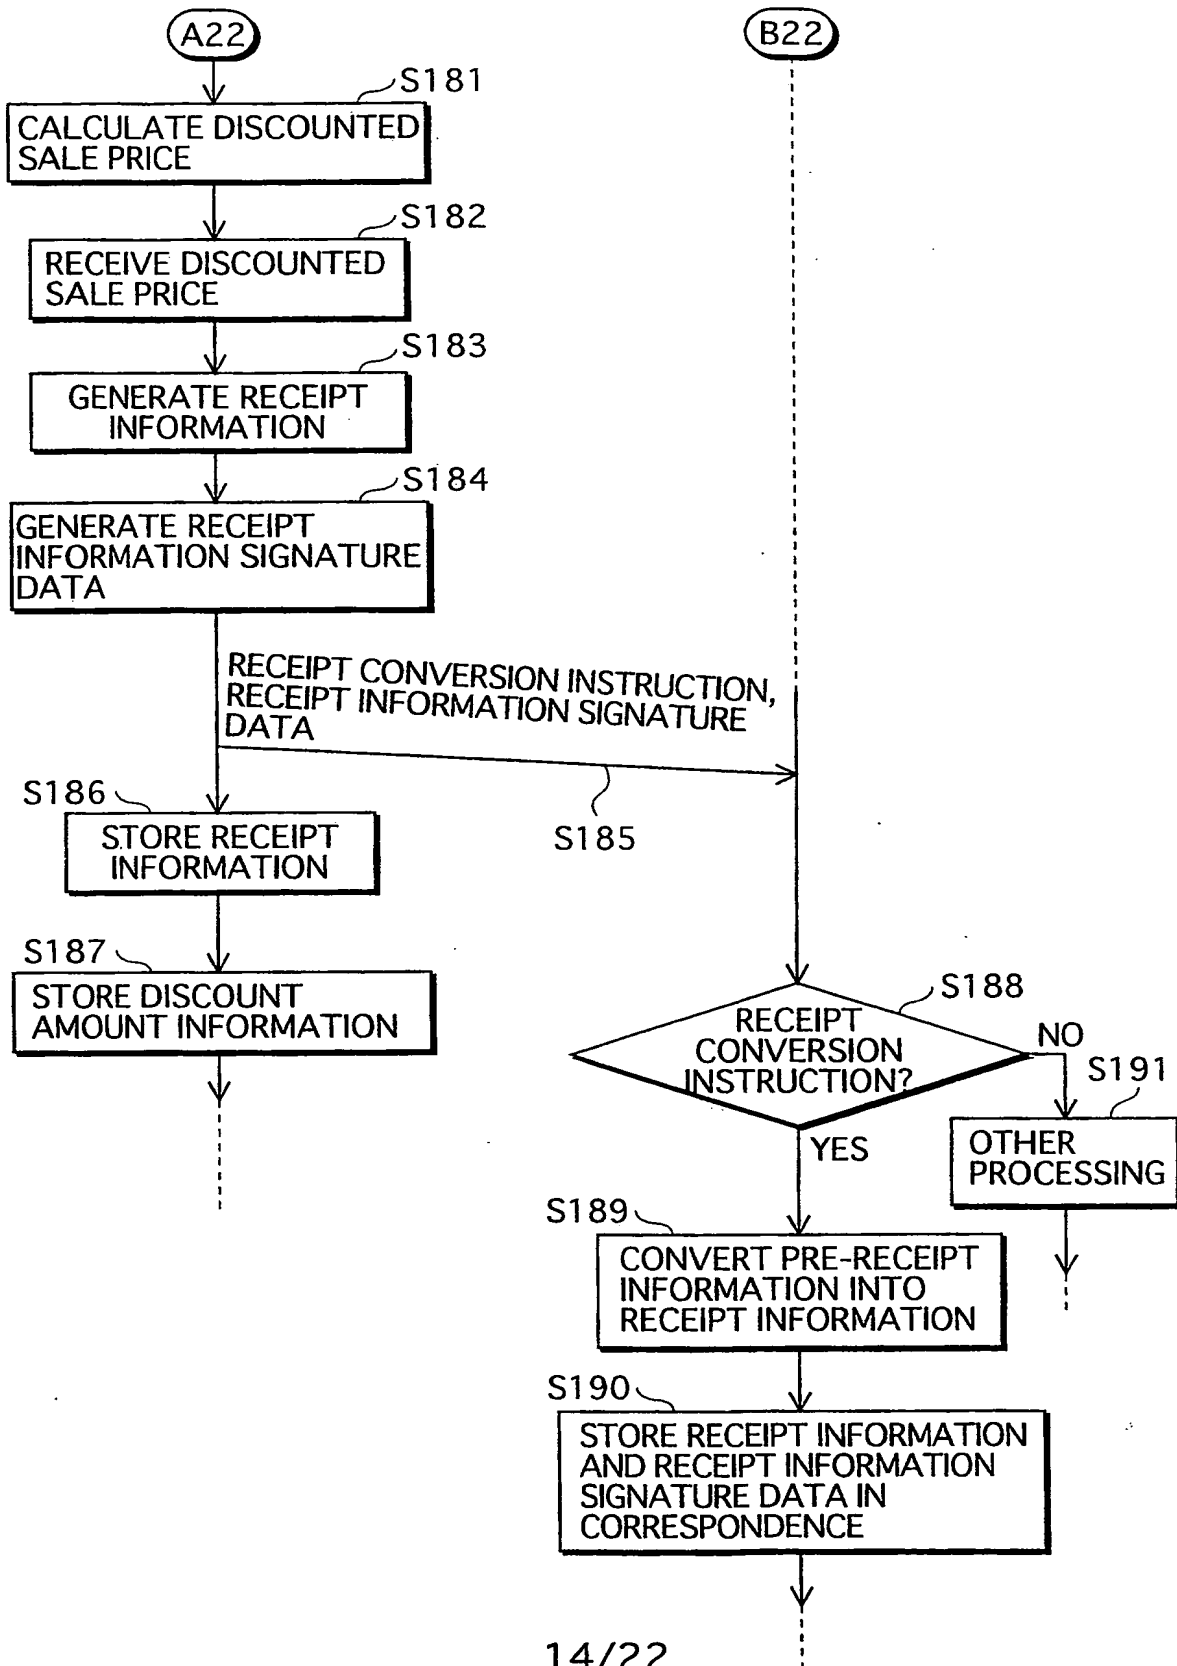 A22
B22
S181
CALCULATE DISCOUNTED
SALE PRICE
S182
RECEIVE DISCOUNTED
SALE PRICE
S183
GENERATE RECEIPT
INFORMATION
S184
GENERATE RECEIPT
INFORMATION SIGNATURE
DATA
RECEIPT CONVERSION INSTRUCTION,
RECEIPT INFORMATION SIGNATURE
DATA
S185
S186
STORE RECEIPT
INFORMATION
S187
STORE DISCOUNT
AMOUNT INFORMATION
S188
RECEIPT
CONVERSION
INSTRUCTION?
NO
YES
S191
OTHER
PROCESSING
S189
CONVERT PRE-RECEIPT
INFORMATION INTO
RECEIPT INFORMATION
S190
STORE RECEIPT INFORMATION
AND RECEIPT INFORMATION
SIGNATURE DATA IN
CORRESPONDENCE
14/22